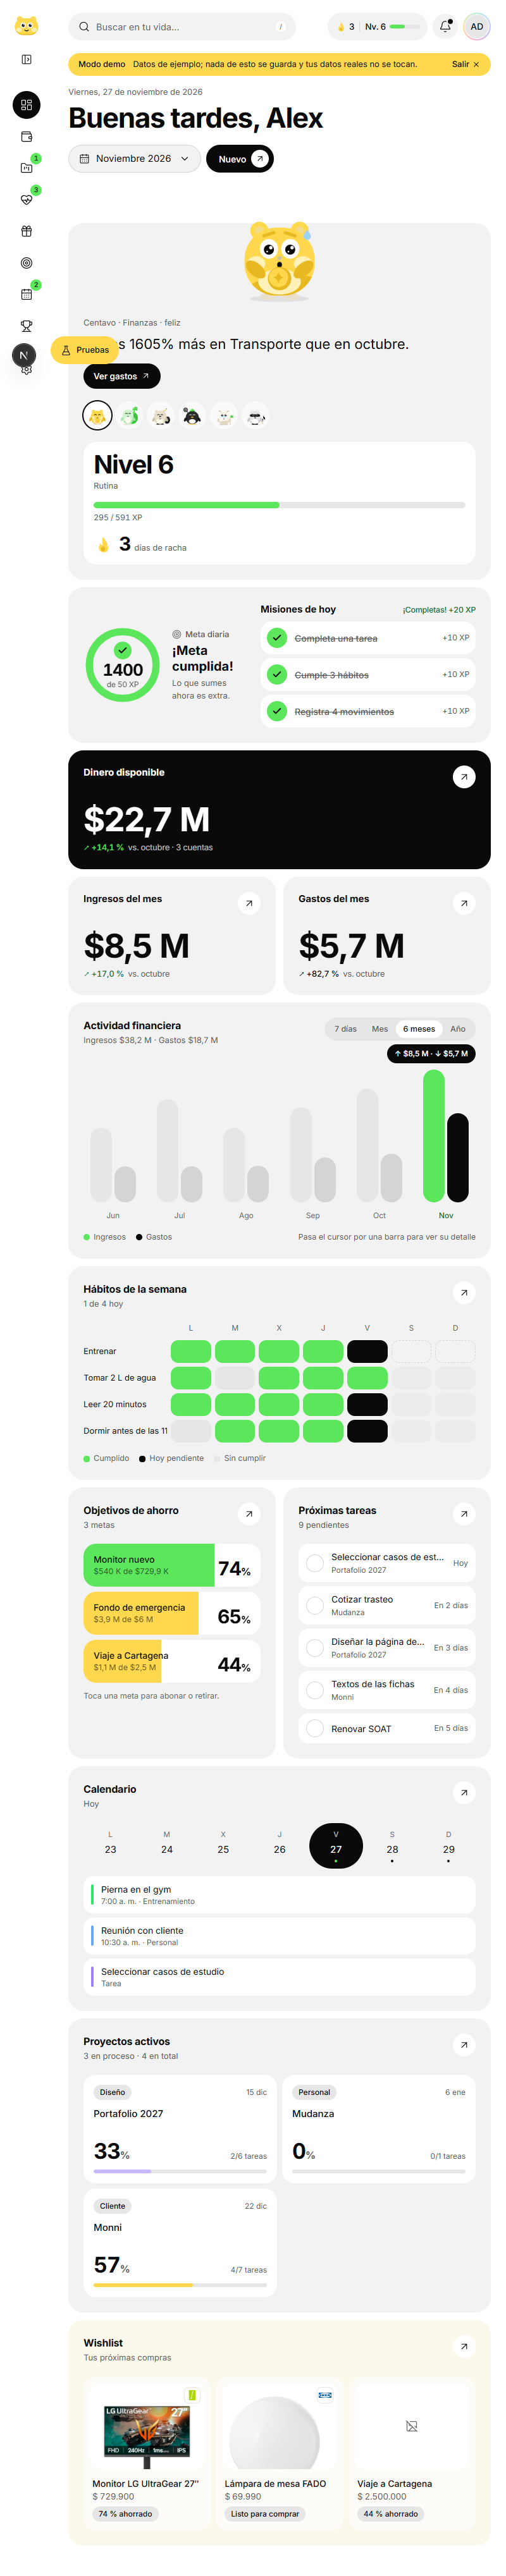 Buscar en tu vida...
/
3
Nv. 6
AD
Modo demo Datos de ejemplo; nada de esto se guarda y tus datos reales no se tocan.
Salir ×
Viernes, 27 de noviembre de 2026
Buenas tardes, Alex
Noviembre 2026
Nuevo
1
3
2
N
Pruebas
Centavo · Finanzas · feliz
s 1605% más en Transporte que en octubre.
Ver gastos
Nivel 6
Rutina
295 / 591 XP
3 días de racha
1400
de 50 XP
Meta diaria
¡Meta
cumplida!
Lo que sumes
ahora es extra.
Misiones de hoy
¡Completas! +20 XP
Completa una tarea
+10 XP
Cumple 3 hábitos
+10 XP
Registra 4 movimientos
+10 XP
Dinero disponible
$22,7 M
+14,1 % vs. octubre · 3 cuentas
Ingresos del mes
$8,5 M
+17,0 % vs. octubre
Gastos del mes
$5,7 M
+82,7 % vs. octubre
Actividad financiera
Ingresos $38,2 M · Gastos $18,7 M
7 días Mes 6 meses Año
↑ $8,5 M · ↓ $5,7 M
Jun Jul Ago Sep Oct Nov
Ingresos Gastos
Pasa el cursor por una barra para ver su detalle
Hábitos de la semana
1 de 4 hoy
L M X J V S D
Entrenar
Tomar 2 L de agua
Leer 20 minutos
Dormir antes de las 11
Cumplido Hoy pendiente Sin cumplir
Objetivos de ahorro
3 metas
Monitor nuevo
$540 K de $729,9 K
74%
Fondo de emergencia
$3,9 M de $6 M
65%
Viaje a Cartagena
$1,1 M de $2,5 M
44%
Toca una meta para abonar o retirar.
Próximas tareas
9 pendientes
Seleccionar casos de est...
Portafolio 2027
Hoy
Cotizar trasteo
Mudanza
En 2 días
Diseñar la página de...
Portafolio 2027
En 3 días
Textos de las fichas
Monni
En 4 días
Renovar SOAT
En 5 días
Calendario
Hoy
L M X J V S D
23 24 25 26 27 28 29
Pierna en el gym
7:00 a. m. · Entrenamiento
Reunión con cliente
10:30 a. m. · Personal
Seleccionar casos de estudio
Tarea
Proyectos activos
3 en proceso · 4 en total
Diseño
15 dic
Portafolio 2027
33%
2/6 tareas
Personal
6 ene
Mudanza
0%
0/1 tareas
Cliente
22 dic
Monni
57%
4/7 tareas
Wishlist
Tus próximas compras
LG UltraGear 27"
FHD 240Hz 1ms IPS
Monitor LG UltraGear 27"
$ 729.900
74 % ahorrado
Lámpara de mesa FADO
$ 69.990
Listo para comprar
Viaje a Cartagena
$ 2.500.000
44 % ahorrado